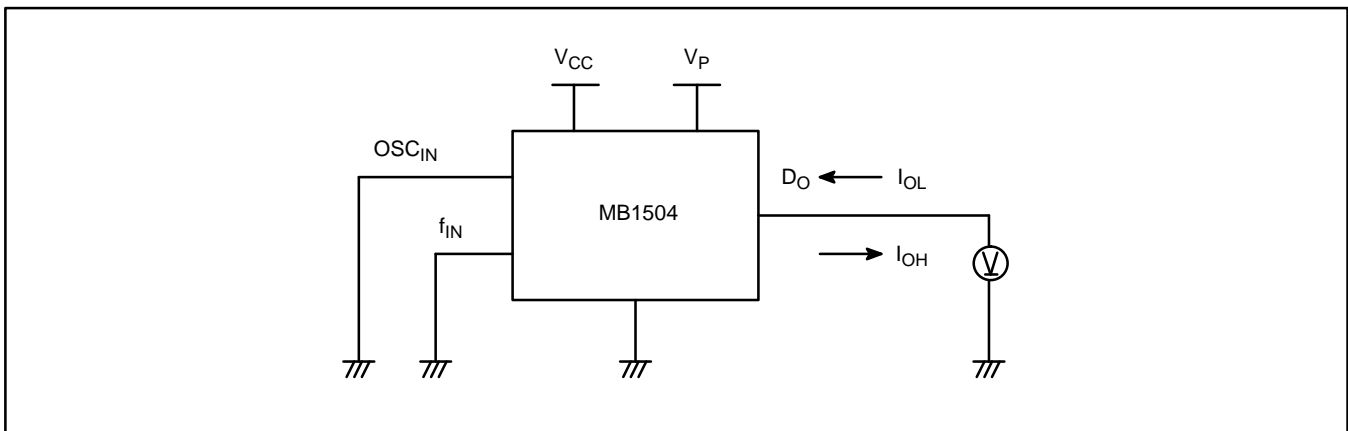 V_CC V_P
OSC_IN D_O I_OL
MB1504
f_IN I_OH
V